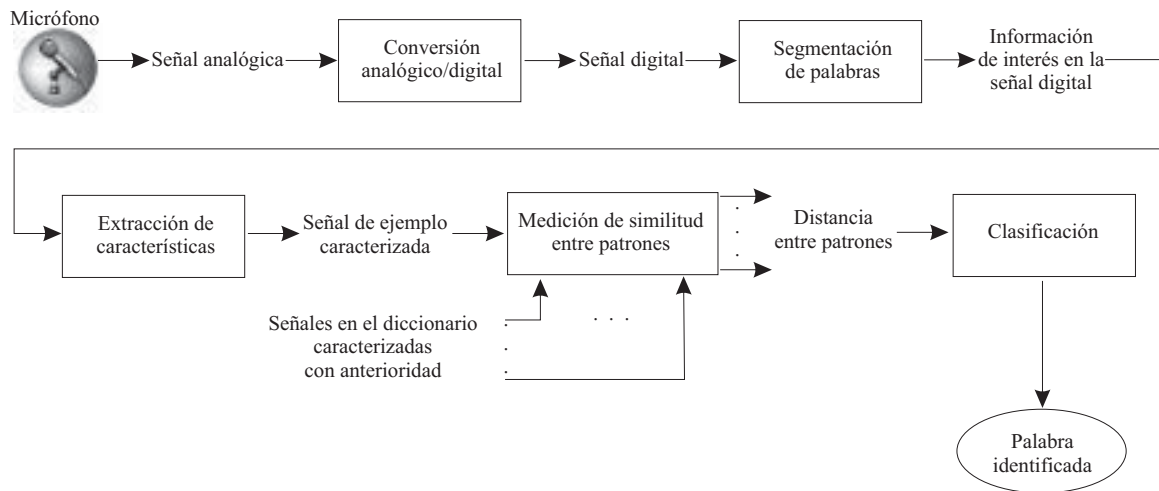 Micrófono
Señal analógica
Conversión
analógico/digital
Señal digital
Segmentación
de palabras
Información
de interés en la
señal digital
Extracción de
características
Señal de ejemplo
caracterizada
Medición de similitud
entre patrones
Distancia
entre patrones
Clasificación
Señales en el diccionario
caracterizadas
con anterioridad
Palabra
identificada